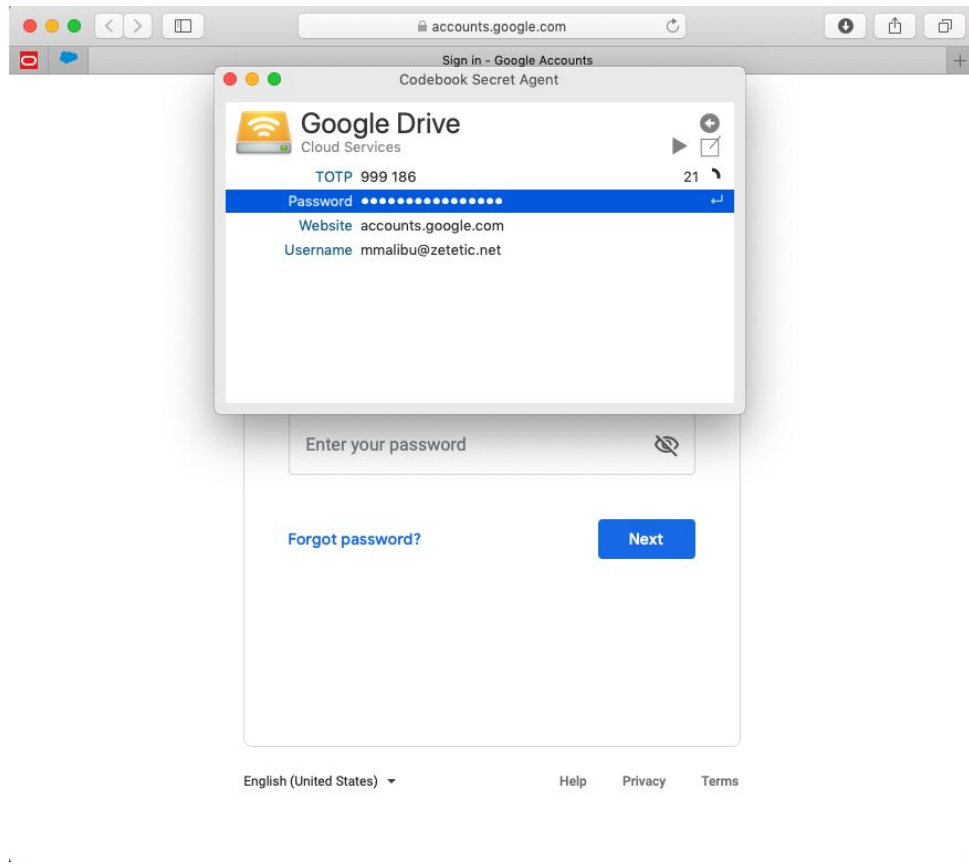 accounts.google.com
Sign in - Google Accounts
Codebook Secret Agent
Google Drive
Cloud Services
TOTP 999 186 21
Password ••••••••••••••••
Website accounts.google.com
Username mmalibu@zetetic.net
Enter your password
Forgot password? Next
English (United States) Help Privacy Terms